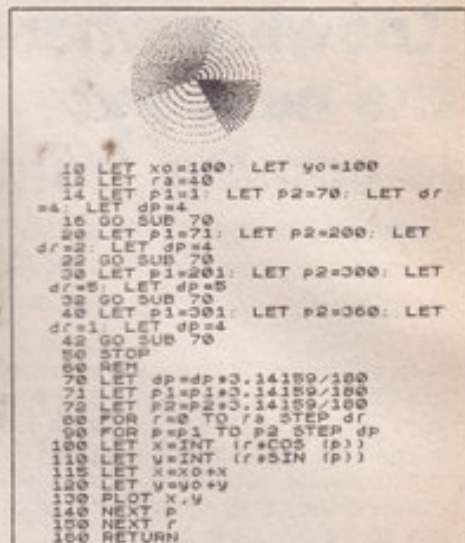 10 LET xo=100: LET yo=100
12 LET ra=40
14 LET p1=1: LET p2=70: LET dr
=4: LET dp=4
16 GO SUB 70
20 LET p1=71: LET p2=200: LET
dr=2: LET dp=4
22 GO SUB 70
30 LET p1=201: LET p2=300: LET
dr=5: LET dp=5
32 GO SUB 70
40 LET p1=301: LET p2=360: LET
dr=1: LET dp=4
42 GO SUB 70
50 STOP
60 REM
70 LET dp=dp*3.14159/180
71 LET p1=p1*3.14159/180
72 LET p2=p2*3.14159/180
80 FOR r=0 TO ra STEP dr
90 FOR p=p1 TO p2 STEP dp
100 LET x=INT (r*COS (p))
110 LET y=INT (r*SIN (p))
115 LET x=xo+x
120 LET y=yo+y
130 PLOT x,y
140 NEXT p
150 NEXT r
160 RETURN